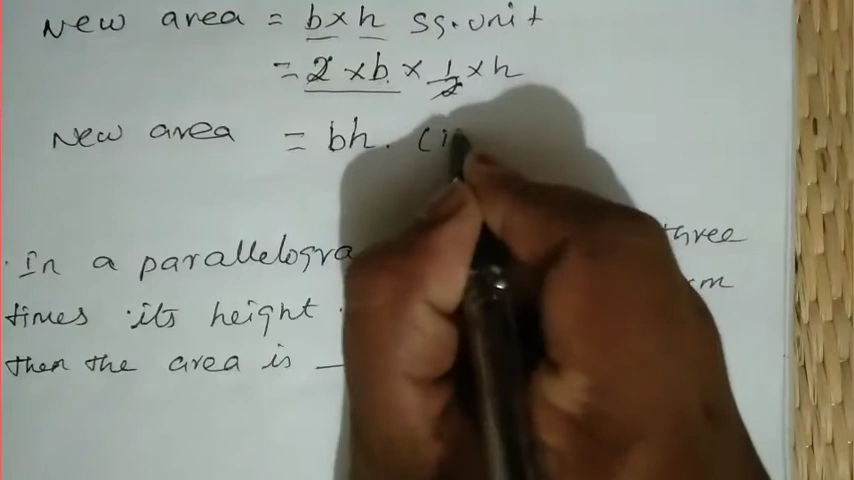 New area = b × h sq. unit
= 2 × b × 1/2 × h
New area = bh. (i
. In a parallelogra three
times its height . m
then the area is __